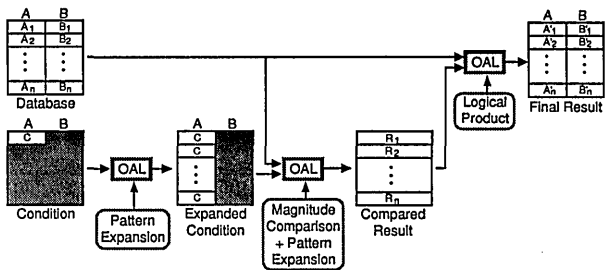 A B
A1 B1
A2 B2
An Bn
Database
A B
C
Condition
OAL
Pattern
Expansion
A B
C
C
C
C
Expanded
Condition
OAL
Magnitude
Comparison
+ Pattern
Expansion
R1
R2
Rn
Compared
Result
OAL
Logical
Product
A B
A'1 B'1
A'2 B'2
A'n B'n
Final Result